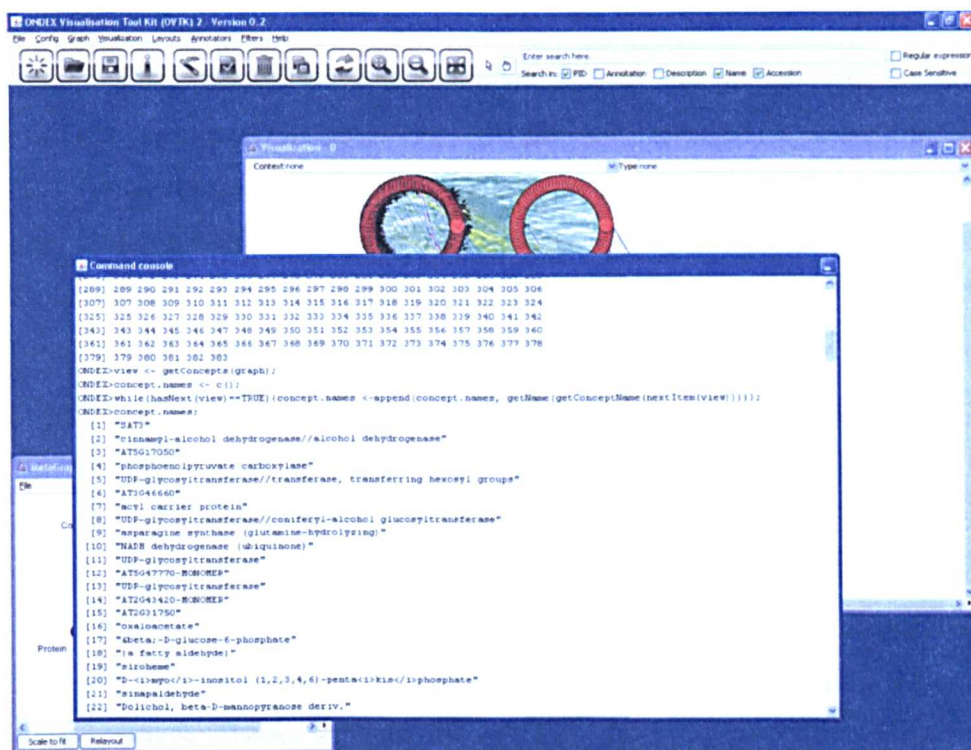 ONDEX Visualisation Tool Kit (OVTK) 2 - Version 0.2
File Config Graph Visualization Layouts Annotators Filters Help
Enter search here.
Regular expression
Search in: PID Annotation Description Name Accession
Case Sensitive
Visualisation - 0
Context:none
Type:none
Command console
[289] 289 290 291 292 293 294 295 296 297 298 299 300 301 302 303 304 305 306
[307] 307 308 309 310 311 312 313 314 315 316 317 318 319 320 321 322 323 324
[325] 325 326 327 328 329 330 331 332 333 334 335 336 337 338 339 340 341 342
[343] 343 344 345 346 347 348 349 350 351 352 353 354 355 356 357 358 359 360
[361] 361 362 363 364 365 366 367 368 369 370 371 372 373 374 375 376 377 378
[379] 379 380 381 382 383
ONDEX>view <- getConcepts(graph);
ONDEX>concept.names <- c();
ONDEX>while(hasNext(view)==TRUE){concept.names <-append(concept.names, getName(getConceptName(nextItem(view))));
ONDEX>concept.names;
[1] "SAT3"
[2] "cinnamyl-alcohol dehydrogenase//alcohol dehydrogenase"
[3] "AT5G17050"
[4] "phosphoenolpyruvate carboxylase"
[5] "UDP-glycosyltransferase//transferase, transferring hexosyl groups"
[6] "AT3G46660"
[7] "acyl carrier protein"
[8] "UDP-glycosyltransferase//coniferyl-alcohol glucosyltransferase"
[9] "asparagine synthase (glutamine-hydrolyzing)"
[10] "NADH dehydrogenase (ubiquinone)"
[11] "UDP-glycosyltransferase"
[12] "AT5G47770-MONOMER"
[13] "UDP-glycosyltransferase"
[14] "AT2G43420-MONOMER"
[15] "AT2G31750"
[16] "oxaloacetate"
[17] "&beta;-D-glucose-6-phosphate"
[18] "(a fatty aldehyde)"
[19] "siroheme"
[20] "D-<i>myo</i>-inositol (1,2,3,4,6)-penta<i>kis</i>phosphate"
[21] "sinapaldehyde"
[22] "Dolichol, beta-D-mannopyranose deriv."
MetaGrap
File
Co
Protein
Scale to fit Relayout